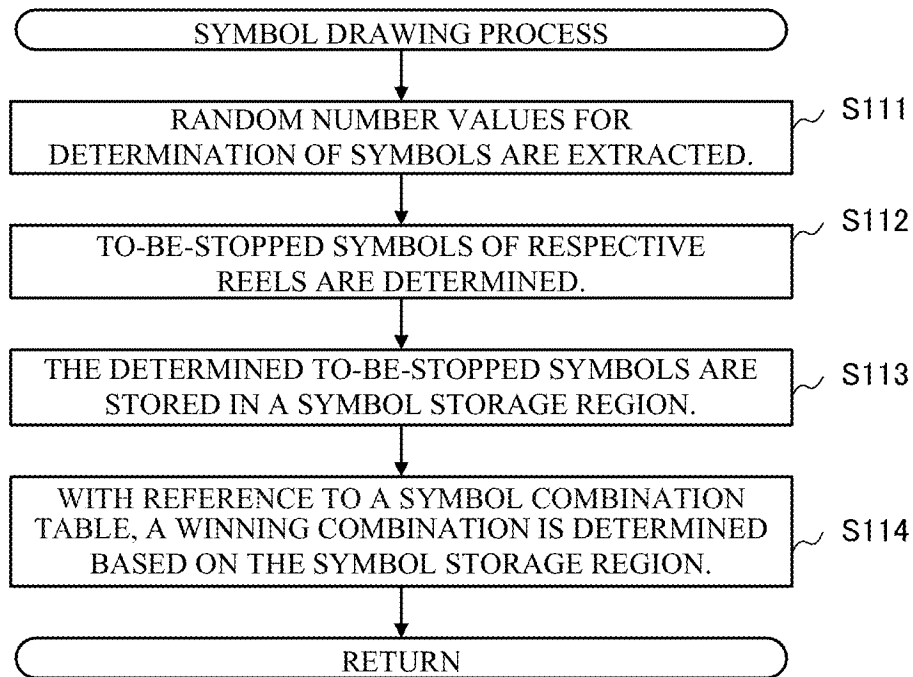 SYMBOL DRAWING PROCESS
RANDOM NUMBER VALUES FOR
DETERMINATION OF SYMBOLS ARE EXTRACTED.
S111
TO-BE-STOPPED SYMBOLS OF RESPECTIVE
REELS ARE DETERMINED.
S112
THE DETERMINED TO-BE-STOPPED SYMBOLS ARE
STORED IN A SYMBOL STORAGE REGION.
S113
WITH REFERENCE TO A SYMBOL COMBINATION
TABLE, A WINNING COMBINATION IS DETERMINED
BASED ON THE SYMBOL STORAGE REGION.
S114
RETURN